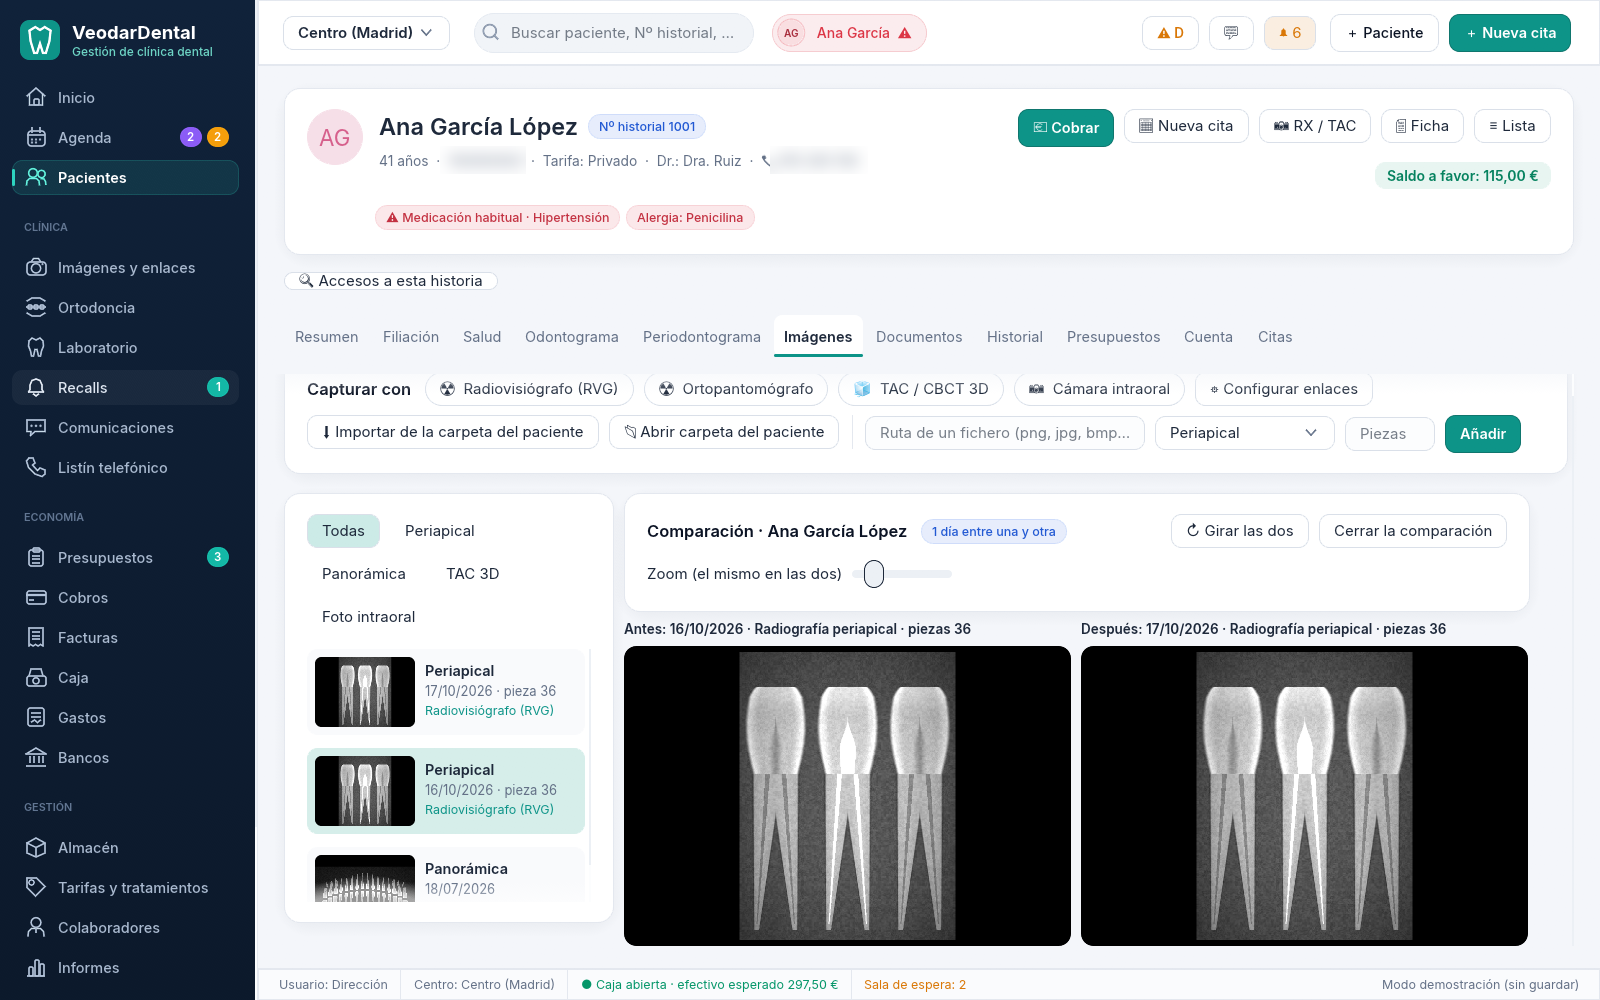 VeodarDental
Gestión de clínica dental
Inicio
Agenda 2 2
Pacientes
CLÍNICA
Imágenes y enlaces
Ortodoncia
Laboratorio
Recalls 1
Comunicaciones
Listín telefónico
ECONOMÍA
Presupuestos 3
Cobros
Facturas
Caja
Gastos
Bancos
GESTIÓN
Almacén
Tarifas y tratamientos
Colaboradores
Informes
Centro (Madrid)
Buscar paciente, Nº historial, ...
AG Ana García
D
6
+ Paciente
+ Nueva cita
AG
Ana García López Nº historial 1001
41 años · · Tarifa: Privado · Dr.: Dra. Ruiz ·
Cobrar Nueva cita RX / TAC Ficha ≡ Lista
Saldo a favor: 115,00 €
Medicación habitual · Hipertensión Alergia: Penicilina
Accesos a esta historia
Resumen Filiación Salud Odontograma Periodontograma Imágenes Documentos Historial Presupuestos Cuenta Citas
Capturar con Radiovisiógrafo (RVG) Ortopantomógrafo TAC / CBCT 3D Cámara intraoral Configurar enlaces
Importar de la carpeta del paciente Abrir carpeta del paciente Ruta de un fichero (png, jpg, bmp... Periapical Piezas Añadir
Todas Periapical
Panorámica TAC 3D
Foto intraoral
Periapical
17/10/2026 · pieza 36
Radiovisiógrafo (RVG)
Periapical
16/10/2026 · pieza 36
Radiovisiógrafo (RVG)
Panorámica
18/07/2026
Comparación · Ana García López 1 día entre una y otra ↻ Girar las dos Cerrar la comparación
Zoom (el mismo en las dos)
Antes: 16/10/2026 · Radiografía periapical · piezas 36
Después: 17/10/2026 · Radiografía periapical · piezas 36
Usuario: Dirección Centro: Centro (Madrid) ● Caja abierta · efectivo esperado 297,50 € Sala de espera: 2 Modo demostración (sin guardar)